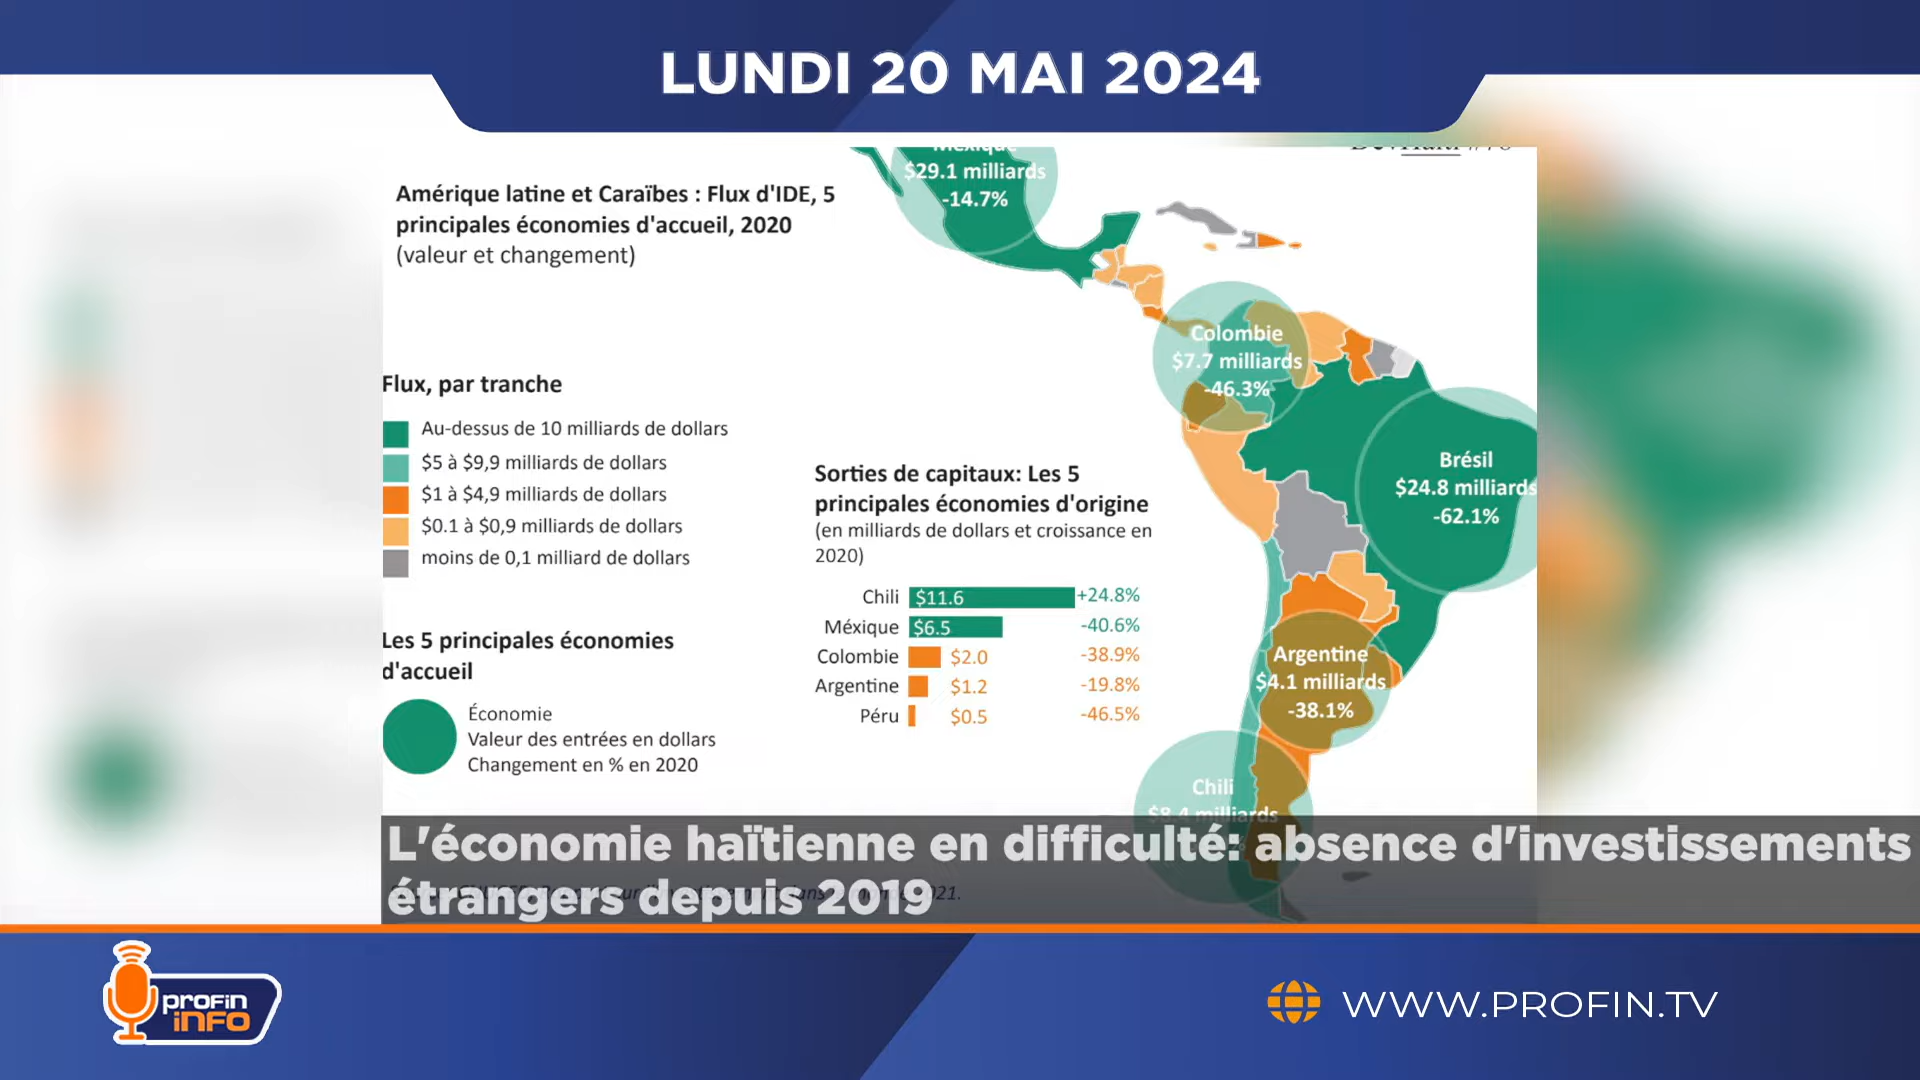 LUNDI 20 MAI 2024
Mexique
$29.1 milliards
-14.7%
Amérique latine et Caraïbes : Flux d'IDE, 5
principales économies d'accueil, 2020
(valeur et changement)
Colombie
$7.7 milliards
-46.3%
Flux, par tranche
Au-dessus de 10 milliards de dollars
$5 à $9,9 milliards de dollars
$1 à $4,9 milliards de dollars
$0.1 à $0,9 milliards de dollars
moins de 0,1 milliard de dollars
Brésil
$24.8 milliards
-62.1%
Sorties de capitaux: Les 5
principales économies d'origine
(en milliards de dollars et croissance en
2020)
Chili $11.6 +24.8%
Méxique $6.5 -40.6%
Colombie $2.0 -38.9%
Argentine $1.2 -19.8%
Péru $0.5 -46.5%
Les 5 principales économies
d'accueil
Économie
Valeur des entrées en dollars
Changement en % en 2020
Argentine
$4.1 milliards
-38.1%
Chili
$8.4 milliards
L'économie haïtienne en difficulté: absence d'investissements
étrangers depuis 2019
profin
info
WWW.PROFIN.TV